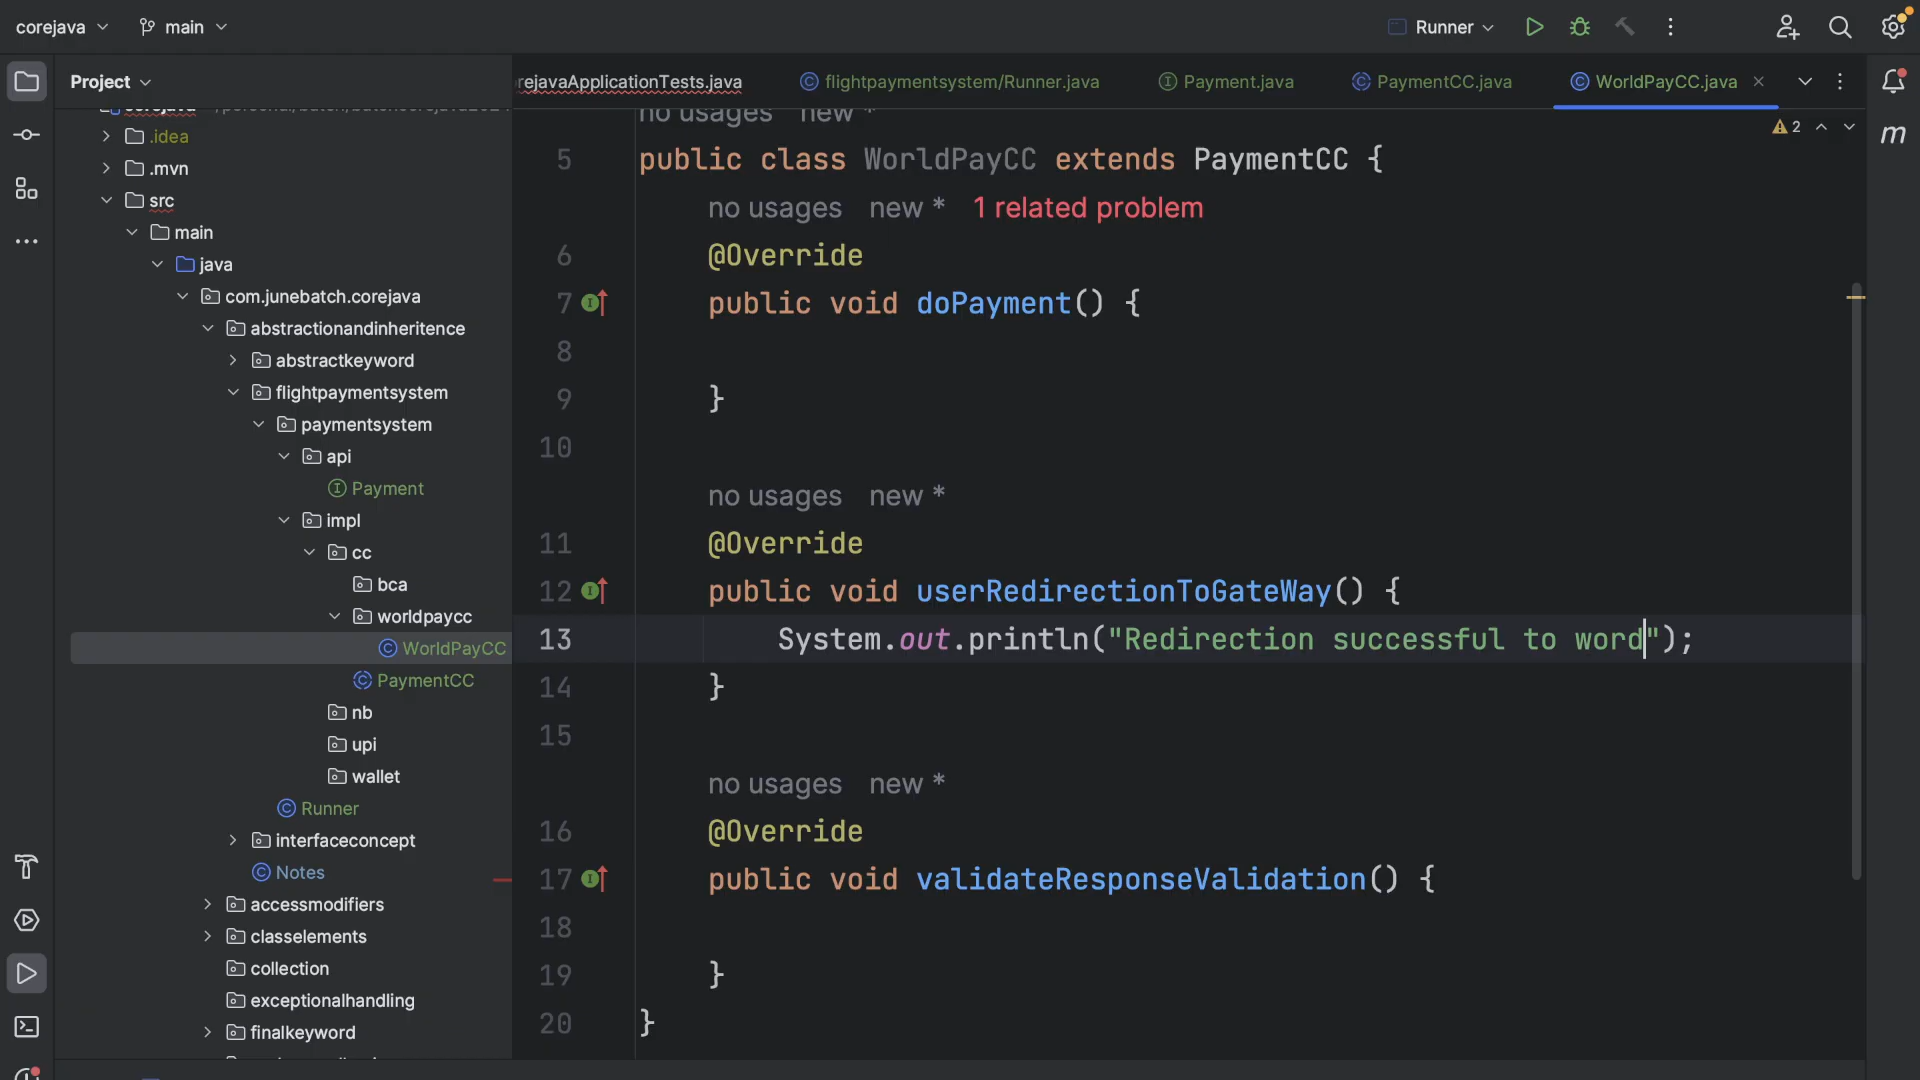 corejava
main
Runner
Project
rejavaApplicationTests.java
flightpaymentsystem/Runner.java
Payment.java
PaymentCC.java
WorldPayCC.java
.idea
.mvn
src
main
java
com.junebatch.corejava
abstractionandinheritence
abstractkeyword
flightpaymentsystem
paymentsystem
api
Payment
impl
cc
bca
worldpaycc
WorldPayCC
PaymentCC
nb
upi
wallet
Runner
interfaceconcept
Notes
accessmodifiers
classelements
collection
exceptionalhandling
finalkeyword
2
m
no usages new *
5 public class WorldPayCC extends PaymentCC {
no usages new * 1 related problem
6 @Override
7 public void doPayment() {
8
9 }
10
no usages new *
11 @Override
12 public void userRedirectionToGateWay() {
13 System.out.println("Redirection successful to word");
14 }
15
no usages new *
16 @Override
17 public void validateResponseValidation() {
18
19 }
20 }